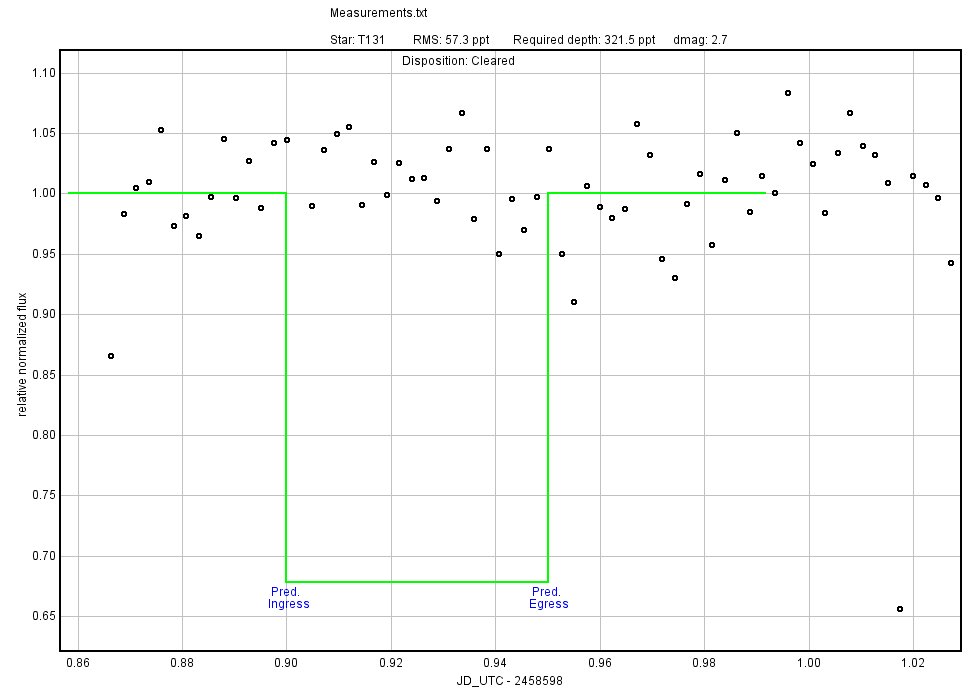 Measurements.txt
Star: T131 RMS: 57.3 ppt Required depth: 321.5 ppt dmag: 2.7
Disposition: Cleared
relative normalized flux
1.10
1.05
1.00
0.95
0.90
0.85
0.80
0.75
0.70
0.65
Pred. Ingress
Pred. Egress
0.86 0.88 0.90 0.92 0.94 0.96 0.98 1.00 1.02
JD_UTC - 2458598